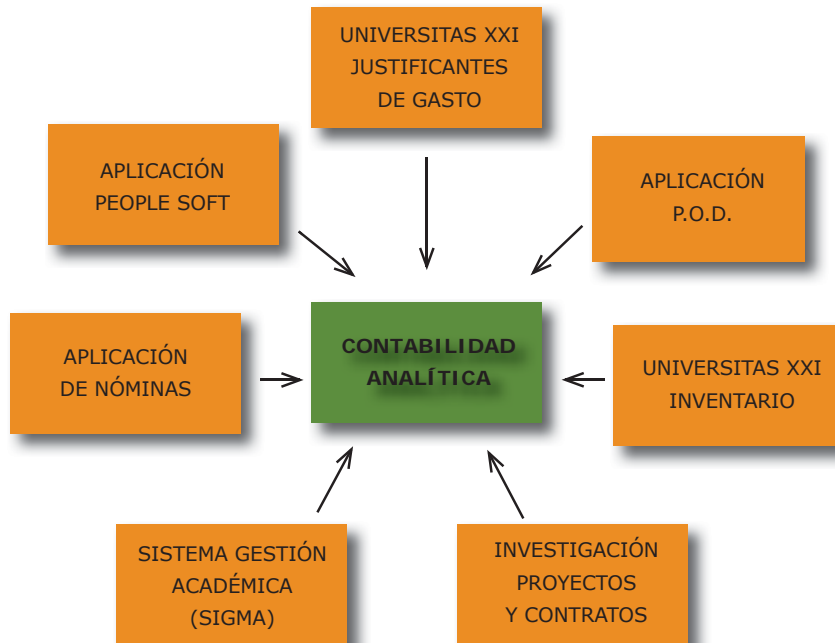 UNIVERSITAS XXI
JUSTIFICANTES
DE GASTO
APLICACIÓN
PEOPLE SOFT
APLICACIÓN
P.O.D.
CONTABILIDAD
ANALÍTICA
APLICACIÓN
DE NÓMINAS
UNIVERSITAS XXI
INVENTARIO
SISTEMA GESTIÓN
ACADÉMICA
(SIGMA)
INVESTIGACIÓN
PROYECTOS
Y CONTRATOS